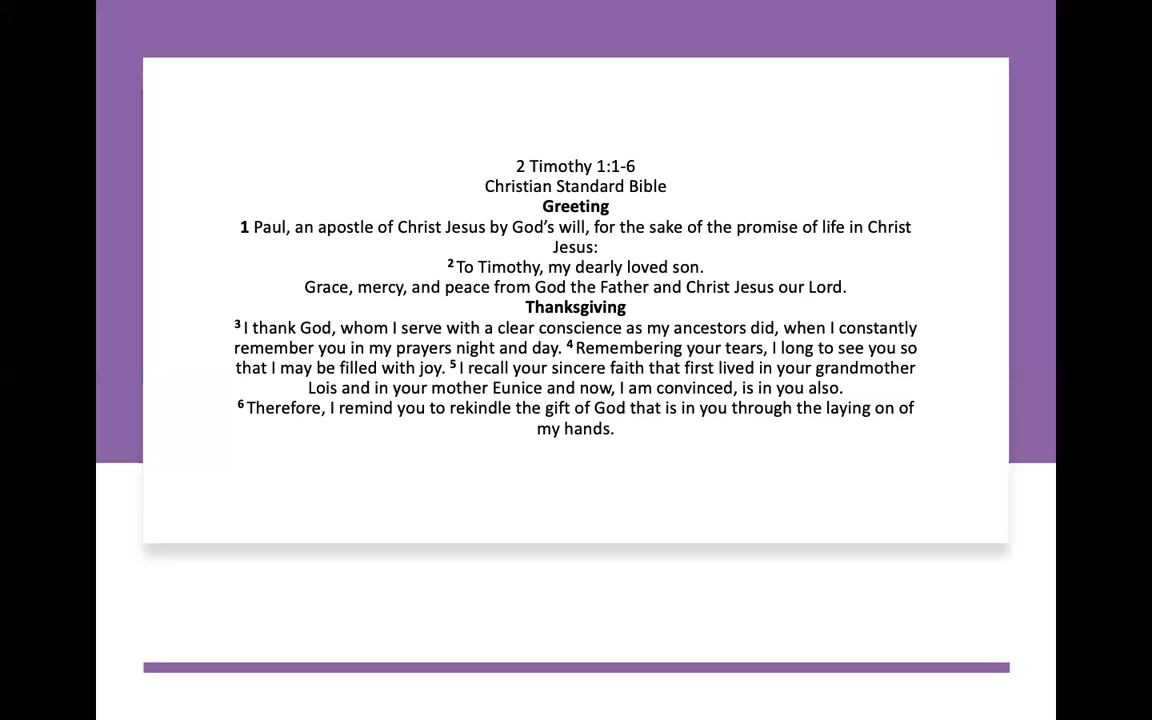 2 Timothy 1:1-6
Christian Standard Bible
Greeting
1 Paul, an apostle of Christ Jesus by God’s will, for the sake of the promise of life in Christ
Jesus:
2 To Timothy, my dearly loved son.
Grace, mercy, and peace from God the Father and Christ Jesus our Lord.
Thanksgiving
3 I thank God, whom I serve with a clear conscience as my ancestors did, when I constantly
remember you in my prayers night and day. 4 Remembering your tears, I long to see you so
that I may be filled with joy. 5 I recall your sincere faith that first lived in your grandmother
Lois and in your mother Eunice and now, I am convinced, is in you also.
6 Therefore, I remind you to rekindle the gift of God that is in you through the laying on of
my hands.